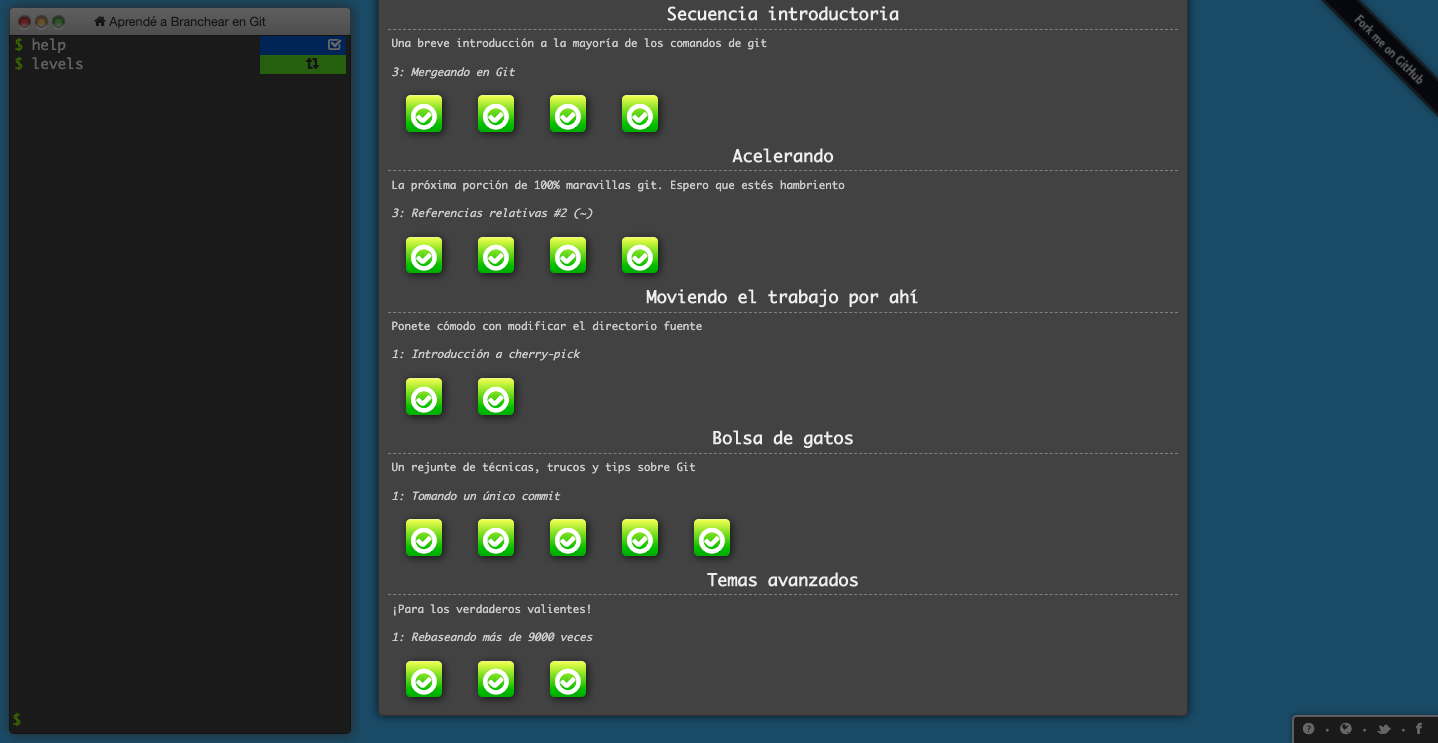 Aprendé a Branchear en Git
$ help
$ levels
$
Secuencia introductoria
Una breve introducción a la mayoría de los comandos de git
3: Mergeando en Git
Acelerando
La próxima porción de 100% maravillas git. Espero que estés hambriento
3: Referencias relativas #2 (~)
Moviendo el trabajo por ahí
Ponete cómodo con modificar el directorio fuente
1: Introducción a cherry-pick
Bolsa de gatos
Un rejunte de técnicas, trucos y tips sobre Git
1: Tomando un único commit
Temas avanzados
¡Para los verdaderos valientes!
1: Rebaseando más de 9000 veces
Fork me on GitHub